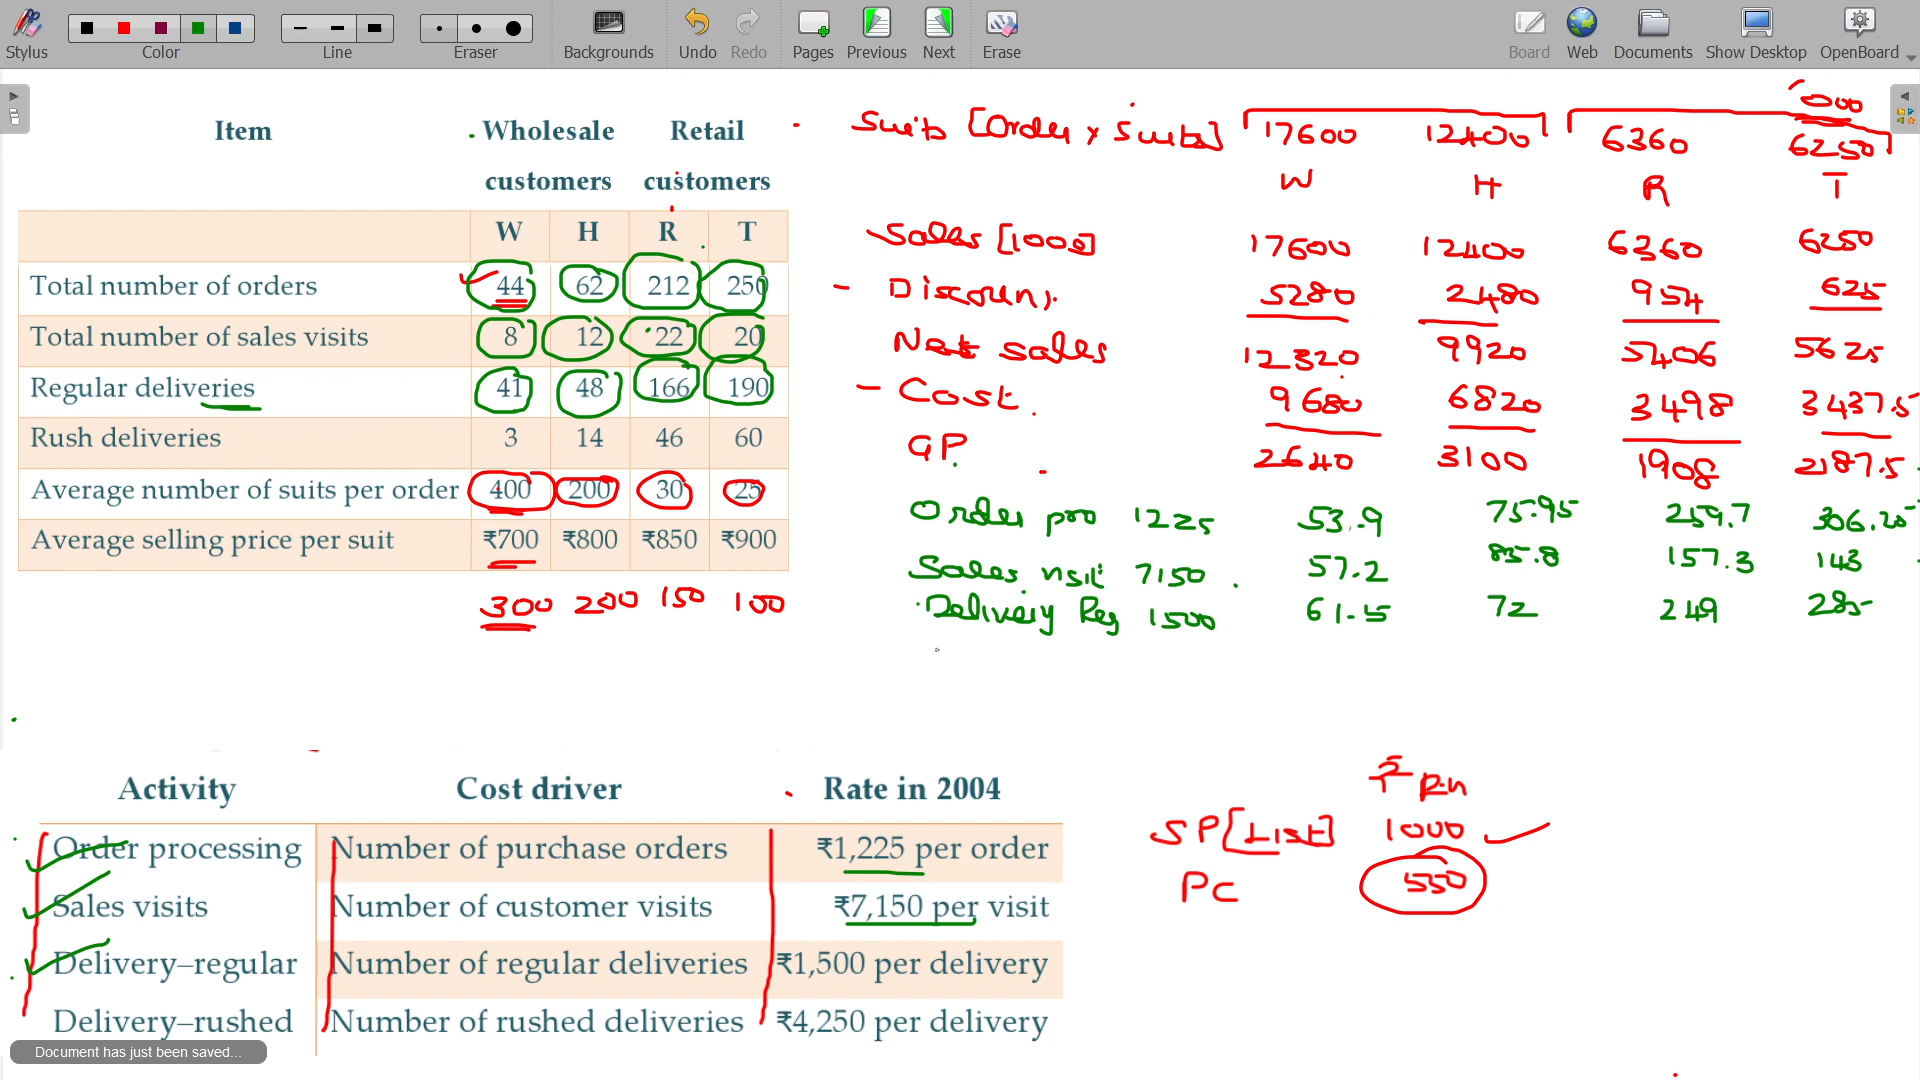 Stylus Color Line Eraser Backgrounds Undo Redo Pages Previous Next Erase Board Web Documents Show Desktop OpenBoard
Item Wholesale customers Retail customers
W H R T
Total number of orders 44 62 212 250
Total number of sales visits 8 12 22 20
Regular deliveries 41 48 166 190
Rush deliveries 3 14 46 60
Average number of suits per order 400 200 30 25
Average selling price per suit ₹700 ₹800 ₹850 ₹900
300 200 150 100
000
Suits [Order x Suits] 17600 12400 6360 6250
W H R T
Sales [1000] 17600 12400 6360 6250
- Discount 5280 2480 954 625
Net sales 12320 9920 5406 5625
- Cost 9680 6820 3498 3437.5
GP 2640 3100 1908 2187.5
Order pro 1225 53.9 75.95 259.7 306.25
Sales visit 7150 57.2 85.8 157.3 143
Delivery Reg 1500 61.5 72 249 285
Activity Cost driver Rate in 2004
Order processing Number of purchase orders ₹1,225 per order
Sales visits Number of customer visits ₹7,150 per visit
Delivery–regular Number of regular deliveries ₹1,500 per delivery
Delivery–rushed Number of rushed deliveries ₹4,250 per delivery
SP [List] 1000
PC 550
Document has just been saved...